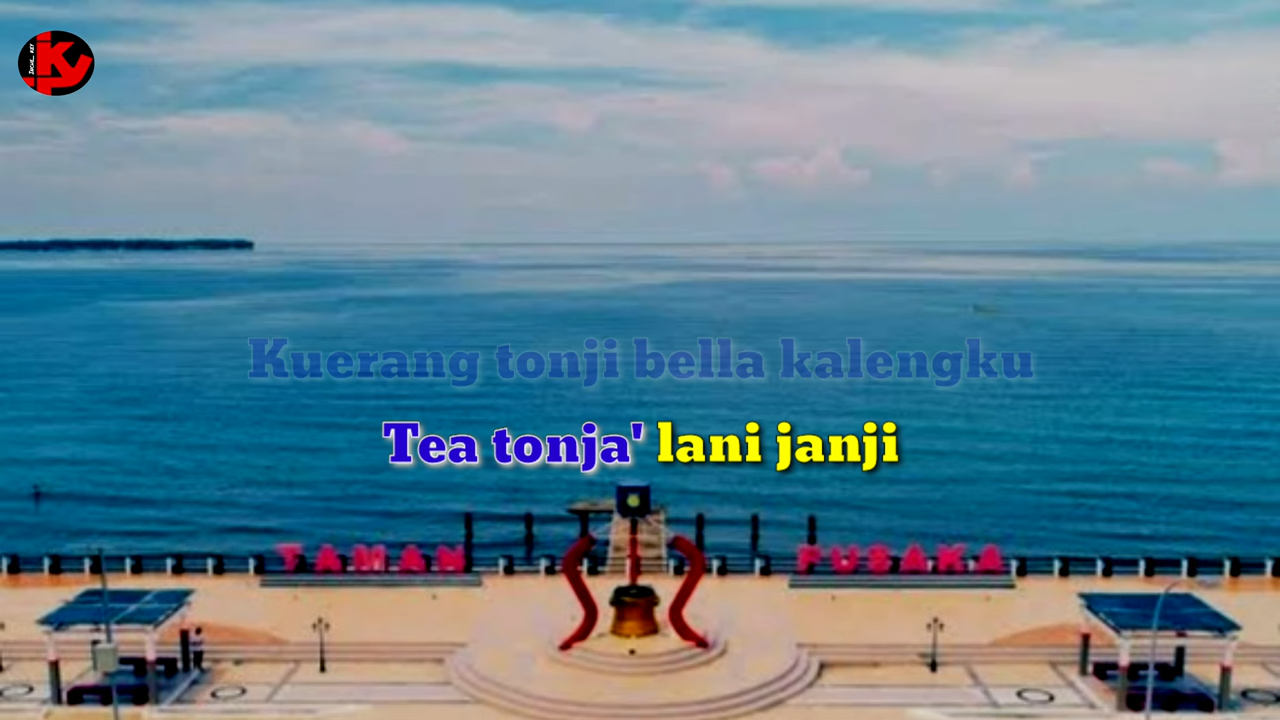 Kuerang tonji bella kalengku
Tea tonja' lani janji
TAMAN PUSAKA